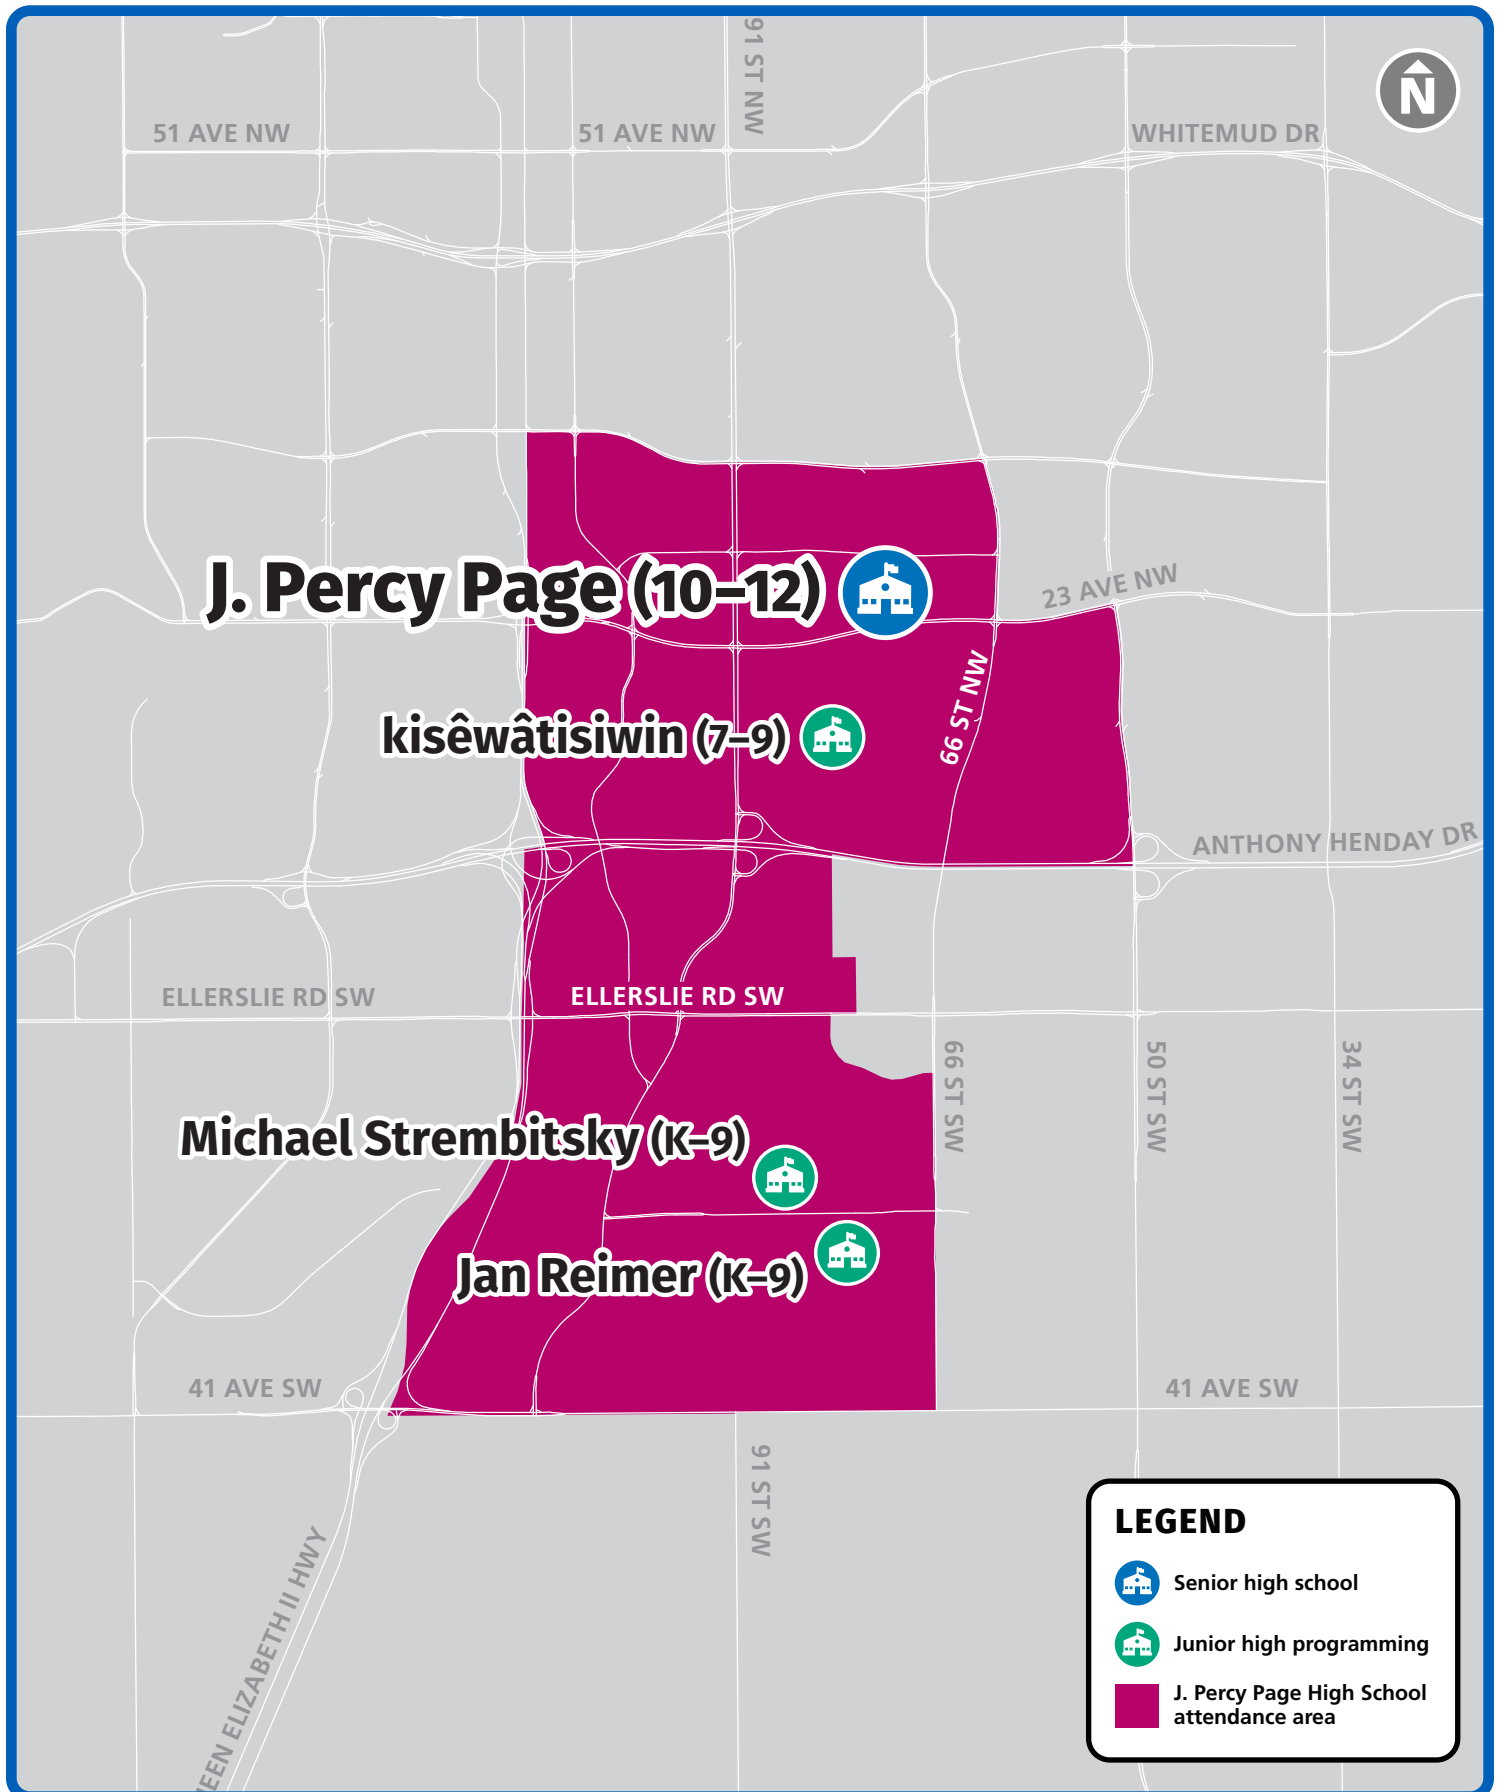 91 ST NW
N
51 AVE NW
51 AVE NW
WHITEMUD DR
J. Percy Page (10–12)
23 AVE NW
66 ST NW
kisêwâtisiwin (7–9)
ANTHONY HENDAY DR
ELLERSLIE RD SW
ELLERSLIE RD SW
66 ST SW
50 ST SW
34 ST SW
Michael Strembitsky (K–9)
Jan Reimer (K–9)
41 AVE SW
41 AVE SW
91 ST SW
ELIZABETH II HWY
LEGEND
Senior high school
Junior high programming
J. Percy Page High School
attendance area